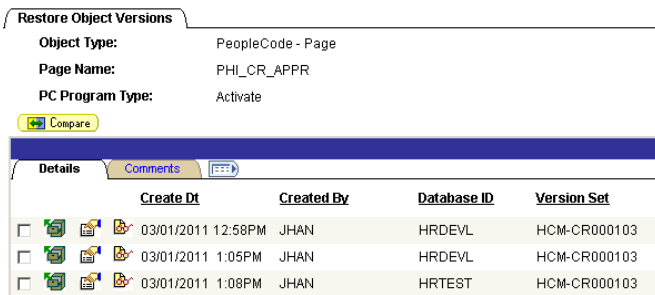 Restore Object Versions
Object Type: PeopleCode - Page
Page Name: PHI_CR_APPR
PC Program Type: Activate
Compare
Details Comments
Create Dt Created By Database ID Version Set
03/01/2011 12:58PM JHAN HRDEVL HCM-CR000103
03/01/2011 1:05PM JHAN HRDEVL HCM-CR000103
03/01/2011 1:08PM JHAN HRTEST HCM-CR000103